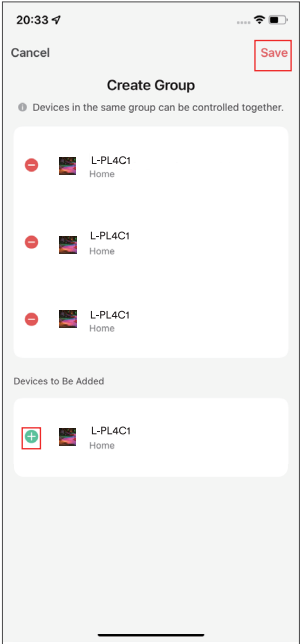 20:33
Cancel
Save
Create Group
Devices in the same group can be controlled together.
L-PL4C1
Home
L-PL4C1
Home
L-PL4C1
Home
Devices to Be Added
L-PL4C1
Home